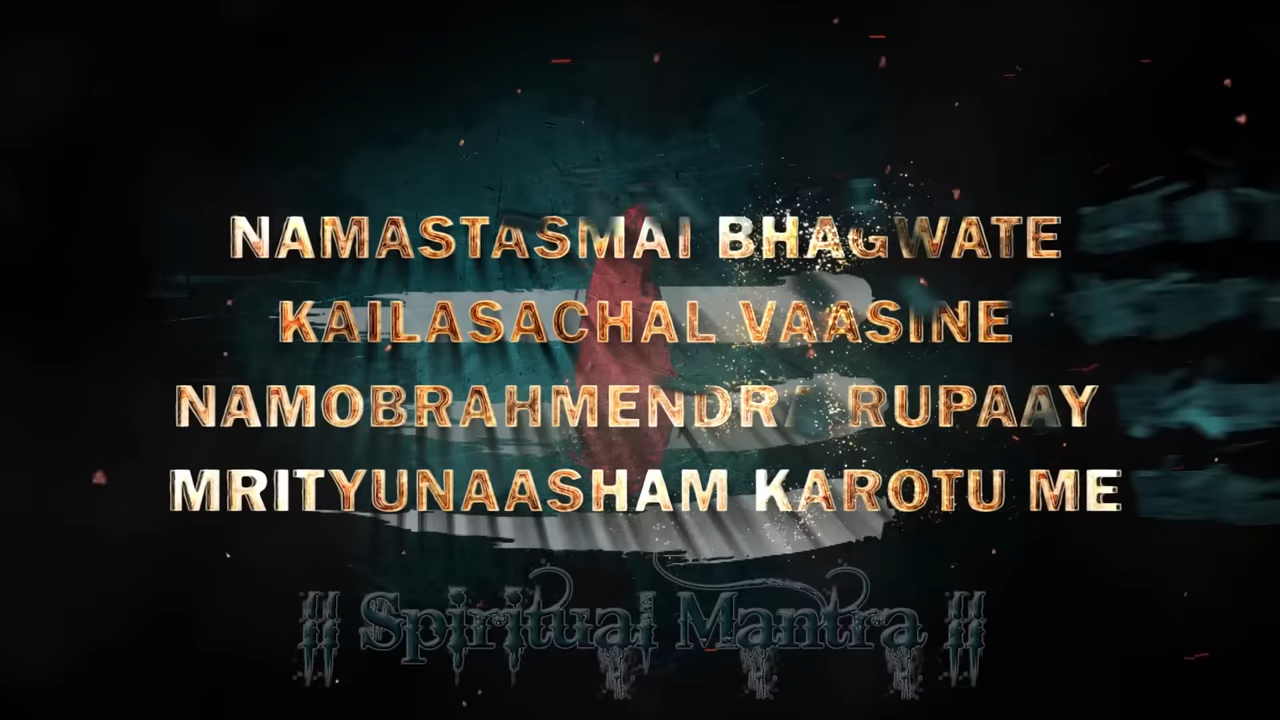 NAMASTASMAI BHAGWATE
KAILASACHAL VAASINE
NAMOBRAHMENDRA RUPAAY
MRITYUNAASHAM KAROTU ME
|| Spiritual Mantra ||